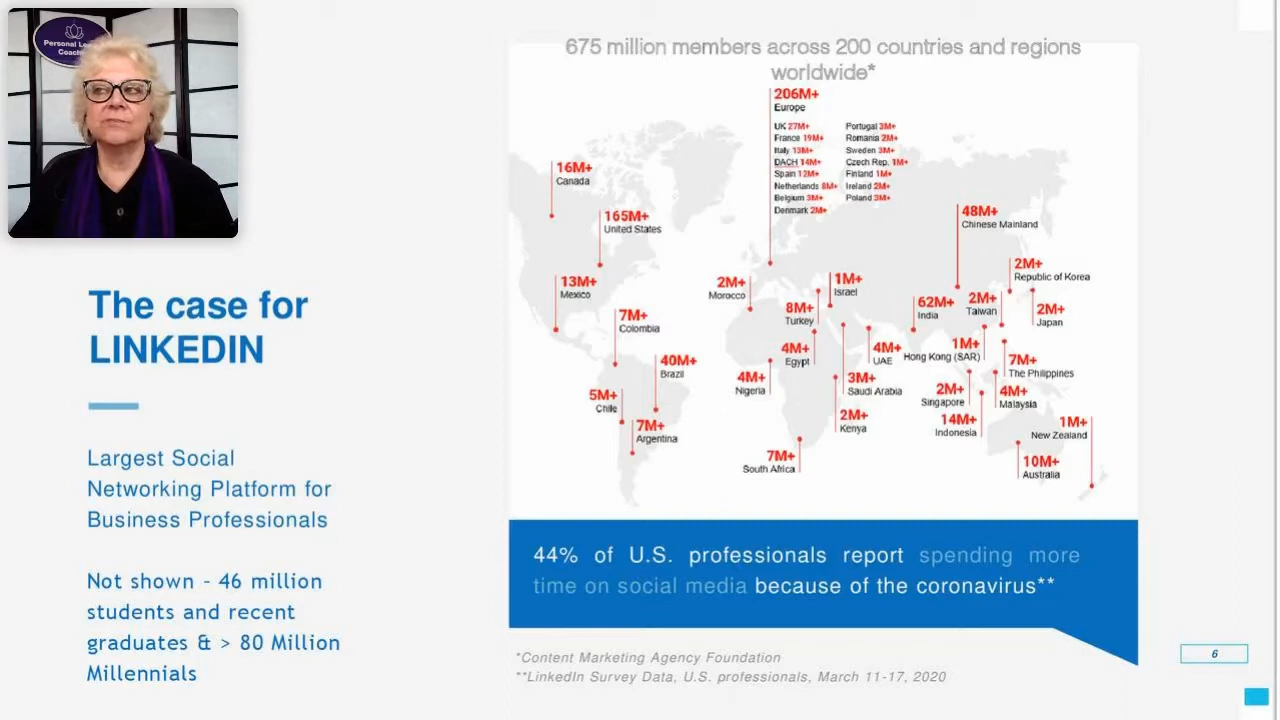 Personal Le
Coachi
The case for
LINKEDIN
Largest Social
Networking Platform for
Business Professionals
Not shown – 46 million
students and recent
graduates & > 80 Million
Millennials
675 million members across 200 countries and regions
worldwide*
206M+
Europe
UK 27M+
France 19M+
Italy 13M+
DACH 14M+
Spain 12M+
Netherlands 8M+
Belgium 3M+
Denmark 2M+
Portugal 3M+
Romania 2M+
Sweden 3M+
Czech Rep. 1M+
Finland 1M+
Ireland 2M+
Poland 3M+
16M+
Canada
165M+
United States
13M+
Mexico
7M+
Colombia
40M+
Brazil
5M+
Chile
7M+
Argentina
2M+
Morocco
1M+
Israel
8M+
Turkey
4M+
Egypt
4M+
UAE
4M+
Nigeria
3M+
Saudi Arabia
2M+
Kenya
7M+
South Africa
48M+
Chinese Mainland
2M+
Republic of Korea
62M+
India
2M+
Taiwan
2M+
Japan
1M+
Hong Kong (SAR)
7M+
The Philippines
2M+
Singapore
4M+
Malaysia
14M+
Indonesia
1M+
New Zealand
10M+
Australia
44% of U.S. professionals report spending more
time on social media because of the coronavirus**
*Content Marketing Agency Foundation
**LinkedIn Survey Data, U.S. professionals, March 11-17, 2020
6